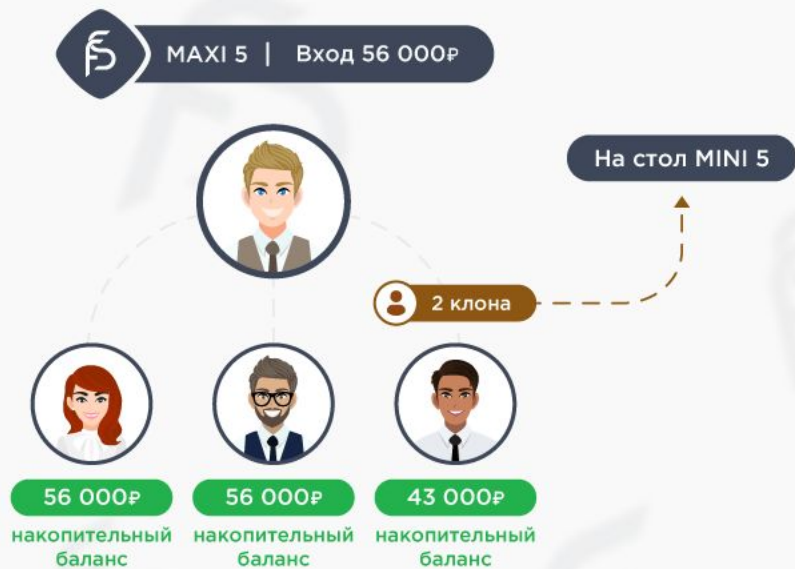 MAXI 5 | Вход 56 000₽
На стол MINI 5
2 клона
56 000₽
накопительный
баланс
56 000₽
накопительный
баланс
43 000₽
накопительный
баланс